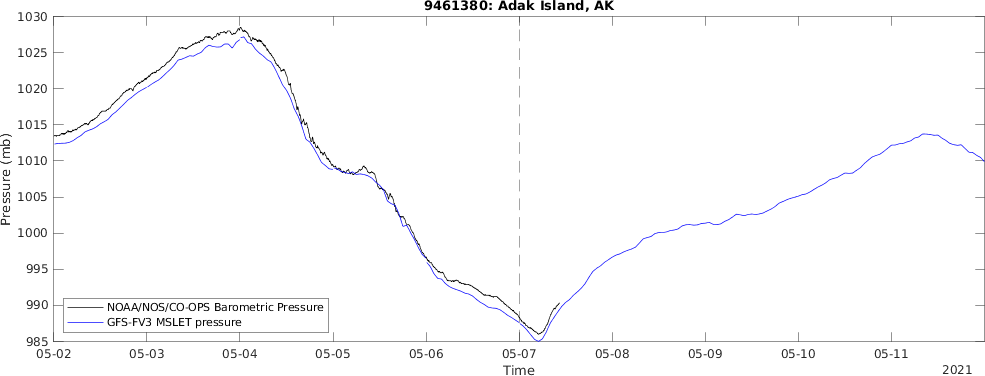 9461380: Adak Island, AK
1030
1025
1020
1015
1010
1005
1000
995
990
985
Pressure (mb)
NOAA/NOS/CO-OPS Barometric Pressure
GFS-FV3 MSLET pressure
05-02 05-03 05-04 05-05 05-06 05-07 05-08 05-09 05-10 05-11
Time
2021